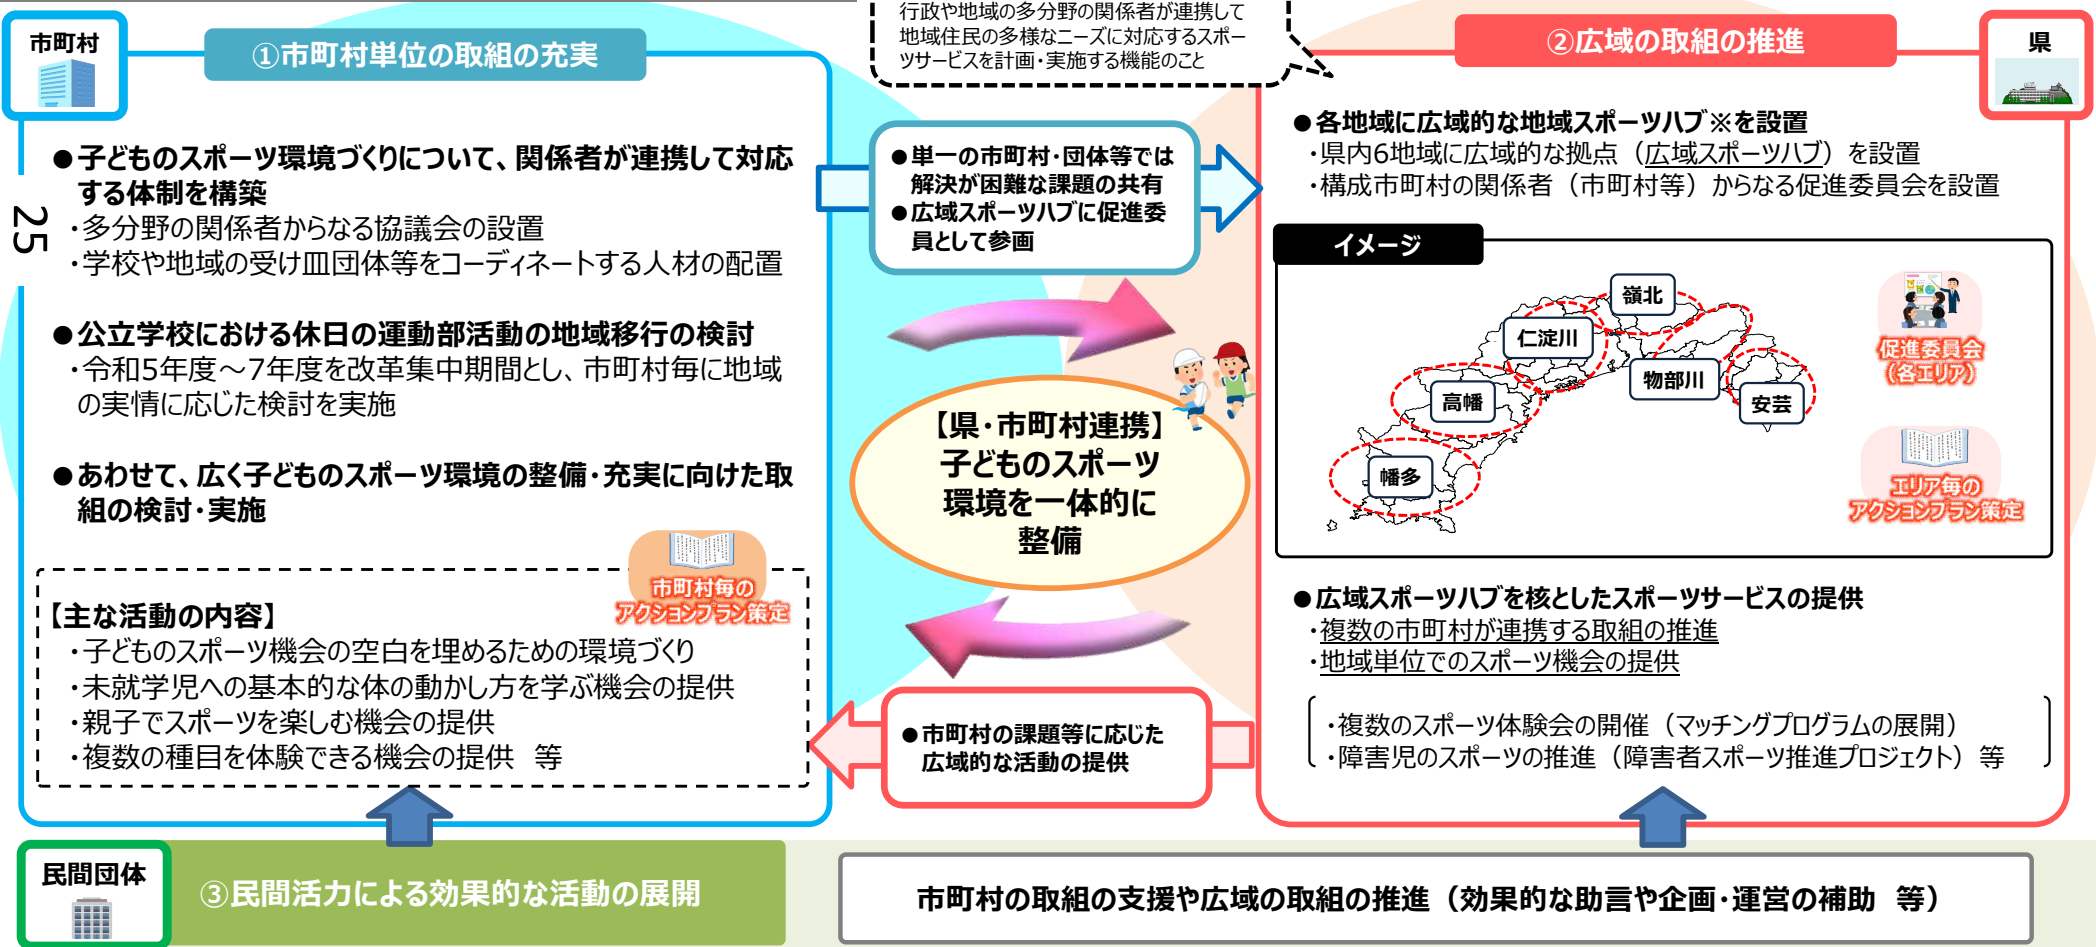 行政や地域の多分野の関係者が連携して
地域住民の多様なニーズに対応するスポー
ツサービスを計画・実施する機能のこと
市町村
①市町村単位の取組の充実
●子どものスポーツ環境づくりについて、関係者が連携して対応
する体制を構築
・多分野の関係者からなる協議会の設置
・学校や地域の受け皿団体等をコーディネートする人材の配置
●公立学校における休日の運動部活動の地域移行の検討
・令和5年度～7年度を改革集中期間とし、市町村毎に地域
の実情に応じた検討を実施
●あわせて、広く子どものスポーツ環境の整備・充実に向けた取
組の検討・実施
市町村毎の
アクションプラン策定
【主な活動の内容】
・子どものスポーツ機会の空白を埋めるための環境づくり
・未就学児への基本的な体の動かし方を学ぶ機会の提供
・親子でスポーツを楽しむ機会の提供
・複数の種目を体験できる機会の提供 等
25
●単一の市町村・団体等では
解決が困難な課題の共有
●広域スポーツハブに促進委
員として参画
【県・市町村連携】
子どものスポーツ
環境を一体的に
整備
●市町村の課題等に応じた
広域的な活動の提供
②広域の取組の推進
県
●各地域に広域的な地域スポーツハブ※を設置
・県内6地域に広域的な拠点（広域スポーツハブ）を設置
・構成市町村の関係者（市町村等）からなる促進委員会を設置
イメージ
嶺北
仁淀川
物部川
安芸
高幡
幡多
促進委員会
（各エリア）
エリア毎の
アクションプラン策定
●広域スポーツハブを核としたスポーツサービスの提供
・複数の市町村が連携する取組の推進
・地域単位でのスポーツ機会の提供
・複数のスポーツ体験会の開催（マッチングプログラムの展開）
・障害児のスポーツの推進（障害者スポーツ推進プロジェクト）等
民間団体
③民間活力による効果的な活動の展開
市町村の取組の支援や広域の取組の推進（効果的な助言や企画・運営の補助 等）